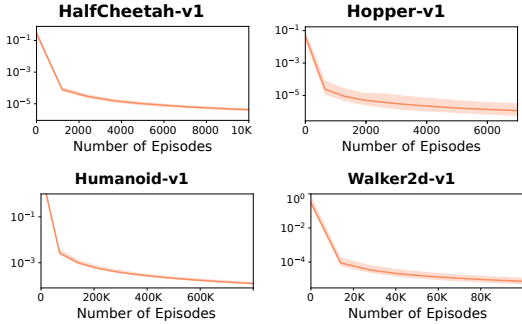 HalfCheetah-v1
10^-1
10^-3
10^-5
0 2000 4000 6000 8000 10K
Number of Episodes
Hopper-v1
10^-1
10^-3
10^-5
0 2000 4000 6000
Number of Episodes
Humanoid-v1
10^-1
10^-3
0 200K 400K 600K
Number of Episodes
Walker2d-v1
10^0
10^-2
10^-4
0 20K 40K 60K 80K 100K
Number of Episodes